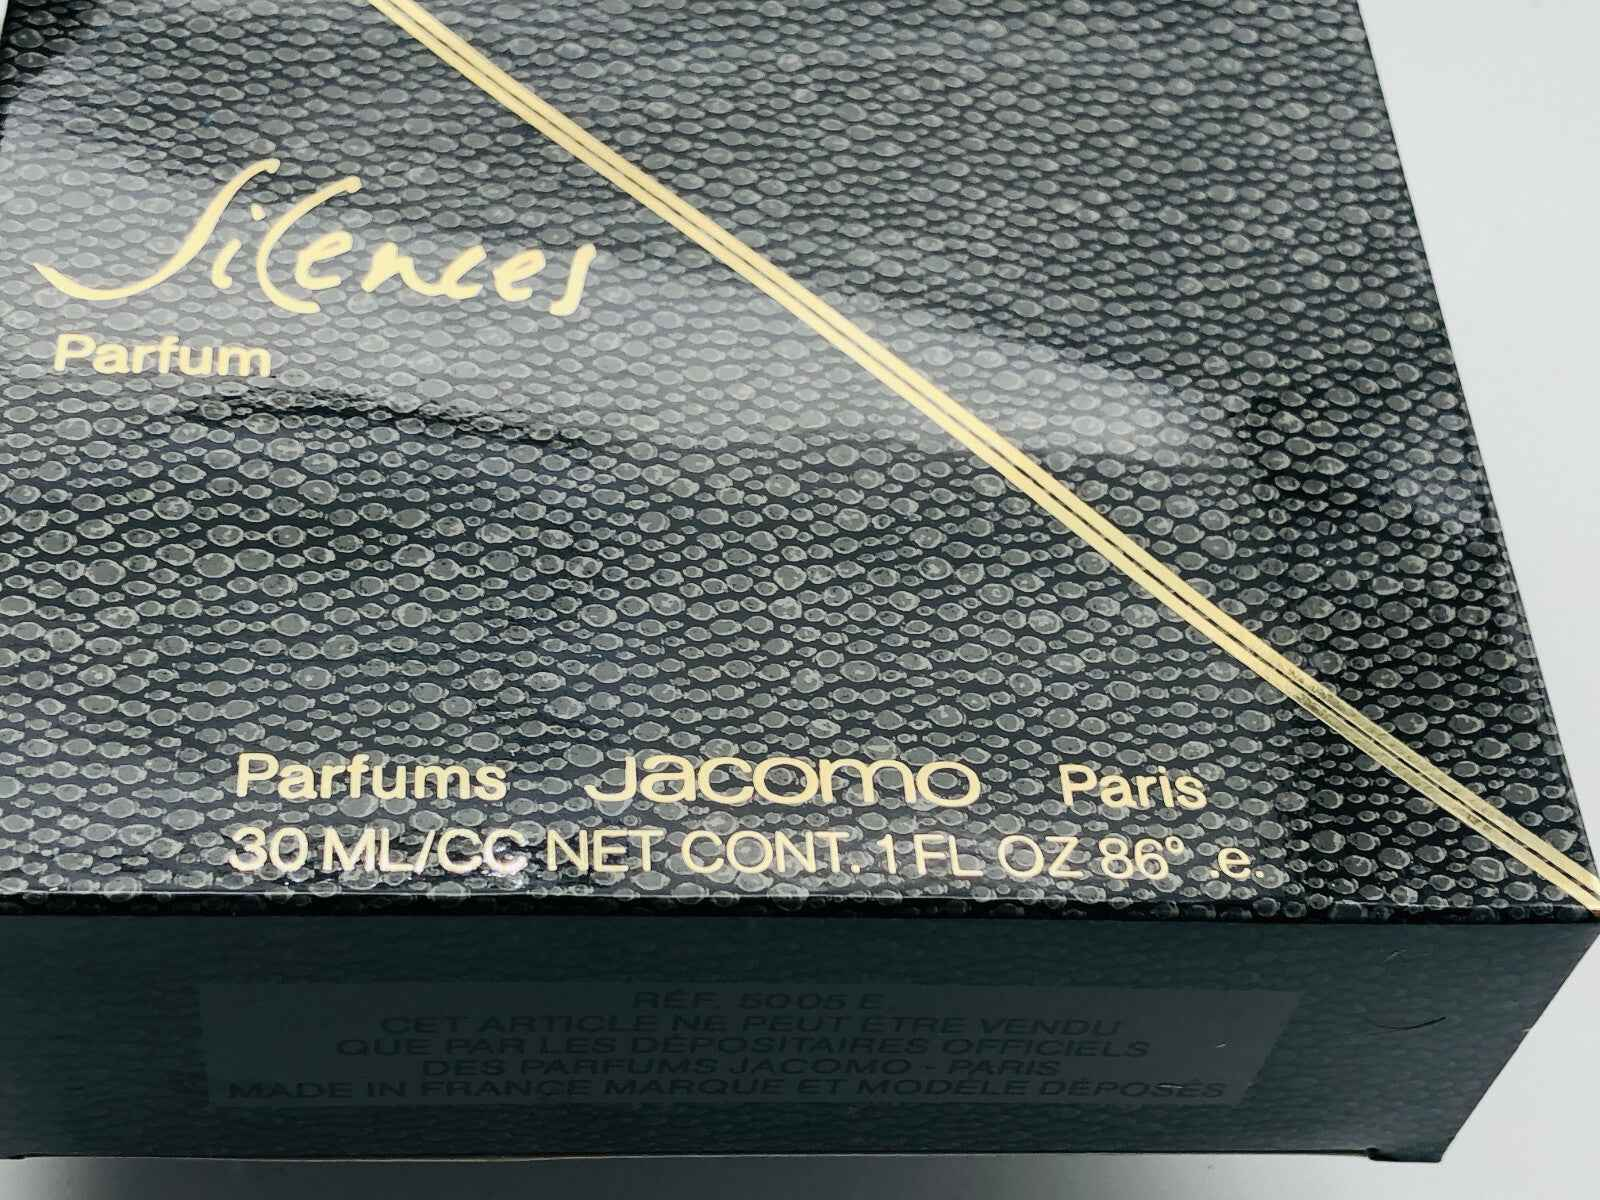 Silences
Parfum
Parfums Jacomo Paris
30 ML/CC NET CONT. 1 FL OZ 86° .e.
RÉF. 5005 E
CET ARTICLE NE PEUT ETRE VENDU
QUE PAR LES DÉPOSITAIRES OFFICIELS
DES PARFUMS JACOMO - PARIS
MADE IN FRANCE MARQUE ET MODÈLE DÉPOSÉS